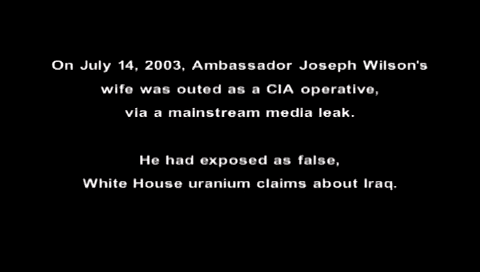 On July 14, 2003, Ambassador Joseph Wilson's
wife was outed as a CIA operative,
via a mainstream media leak.
He had exposed as false,
White House uranium claims about Iraq.